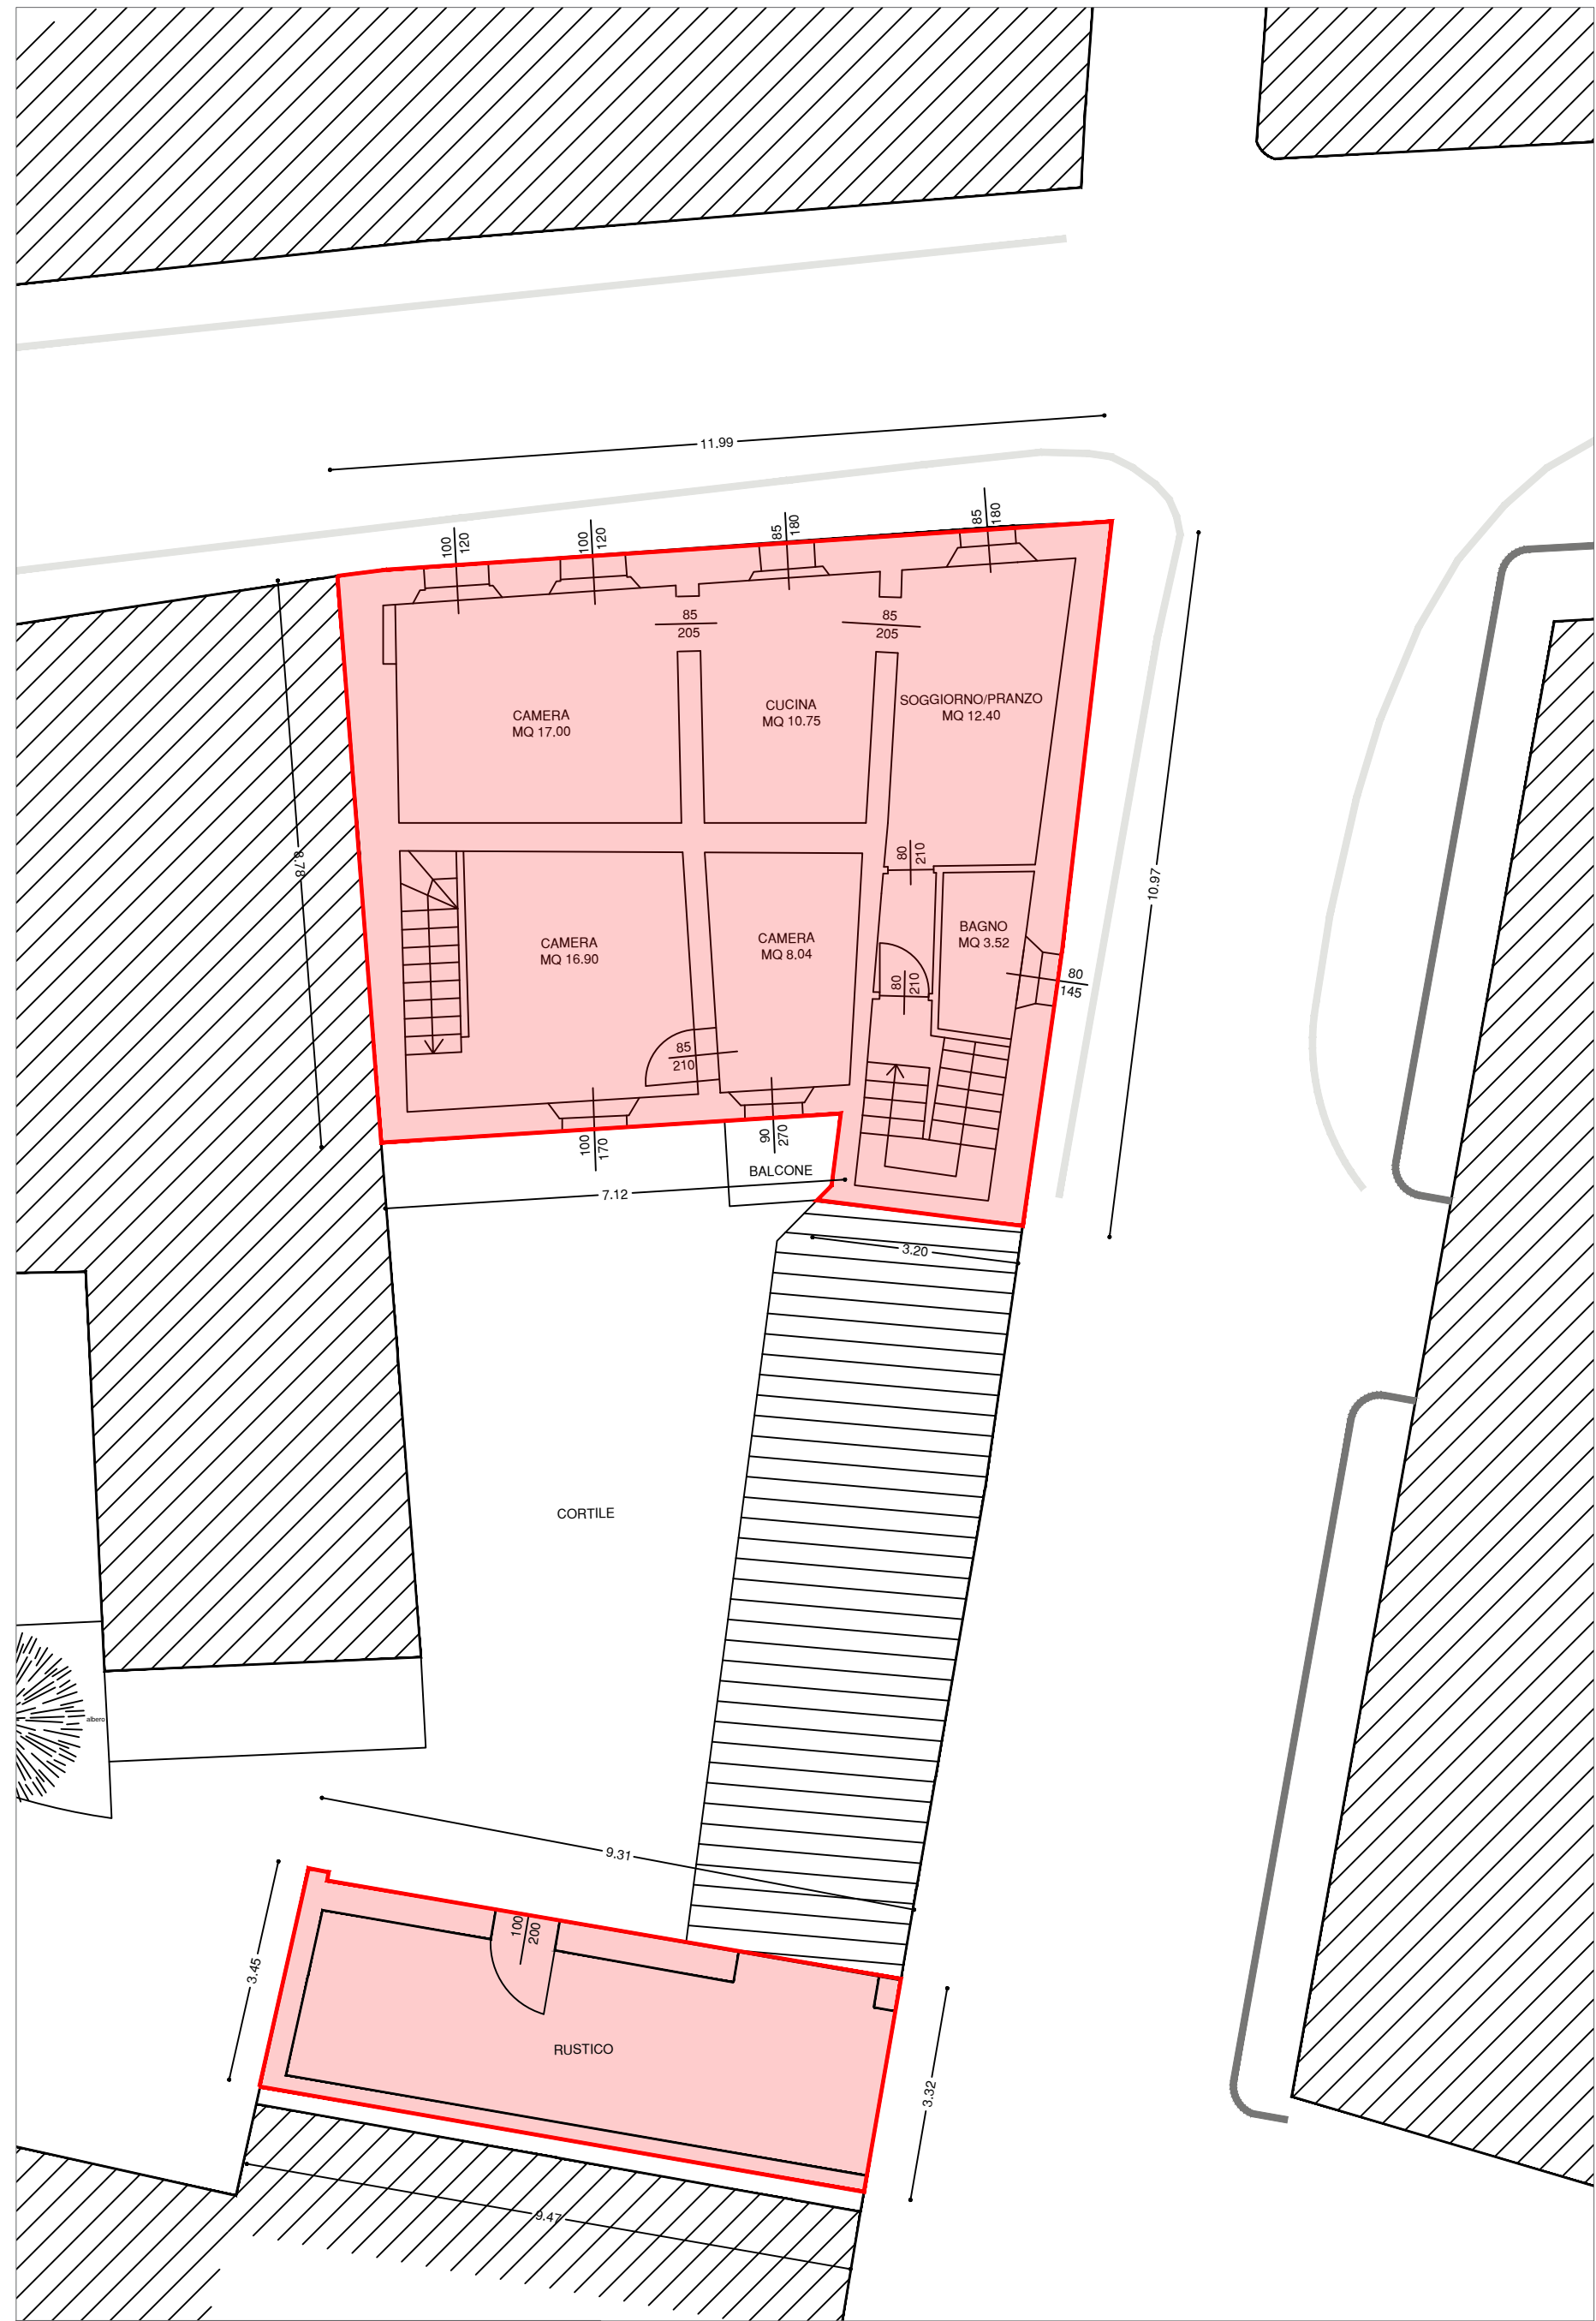 11.99
100
120
100
120
85
180
85
180
85
205
85
205
CAMERA
MQ 17.00
CUCINA
MQ 10.75
SOGGIORNO/PRANZO
MQ 12.40
8.78
80
210
10.97
CAMERA
MQ 16.90
CAMERA
MQ 8.04
BAGNO
MQ 3.52
80
210
80
145
85
210
100
170
90
270
BALCONE
7.12
3.20
CORTILE
albero
9.31
100
200
3.45
RUSTICO
3.32
9.47